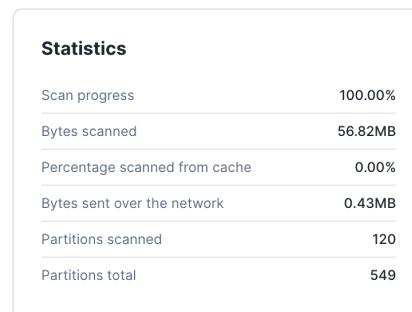 Statistics
Scan progress 100.00%
Bytes scanned 56.82MB
Percentage scanned from cache 0.00%
Bytes sent over the network 0.43MB
Partitions scanned 120
Partitions total 549